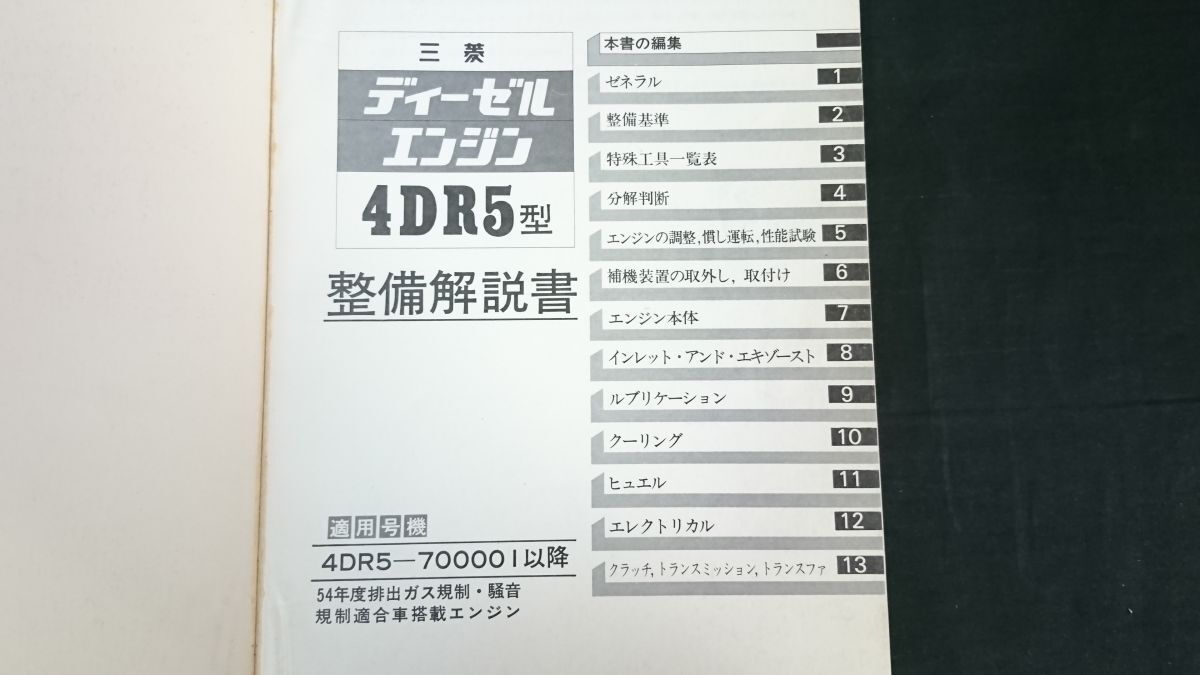 三菱
ディーゼル
エンジン
4DR5型
整備解説書
適用号機
4DR5—700001以降
54年度排出ガス規制・騒音
規制適合車搭載エンジン
本書の編集
ゼネラル 1
整備基準 2
特殊工具一覧表 3
分解判断 4
エンジンの調整,慣し運転,性能試験 5
補機装置の取外し,取付け 6
エンジン本体 7
インレット・アンド・エキゾースト 8
ルブリケーション 9
クーリング 10
ヒュエル 11
エレクトリカル 12
クラッチ,トランスミッション,トランスファ 13